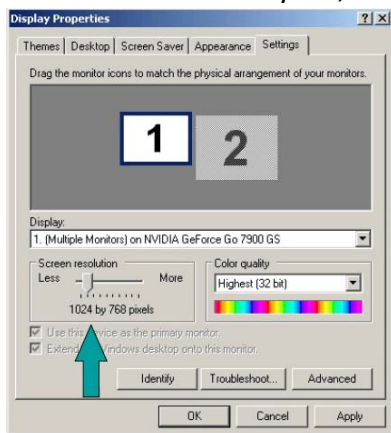 Display Properties
? X
Themes Desktop Screen Saver Appearance Settings
Drag the monitor icons to match the physical arrangement of your monitors.
1 2
Display:
1. (Multiple Monitors) on NVIDIA GeForce Go 7900 GS
Screen resolution
Less More
1024 by 768 pixels
Color quality
Highest (32 bit)
Use this device as the primary monitor.
Extend Windows desktop onto this monitor.
Identify Troubleshoot... Advanced
OK Cancel Apply